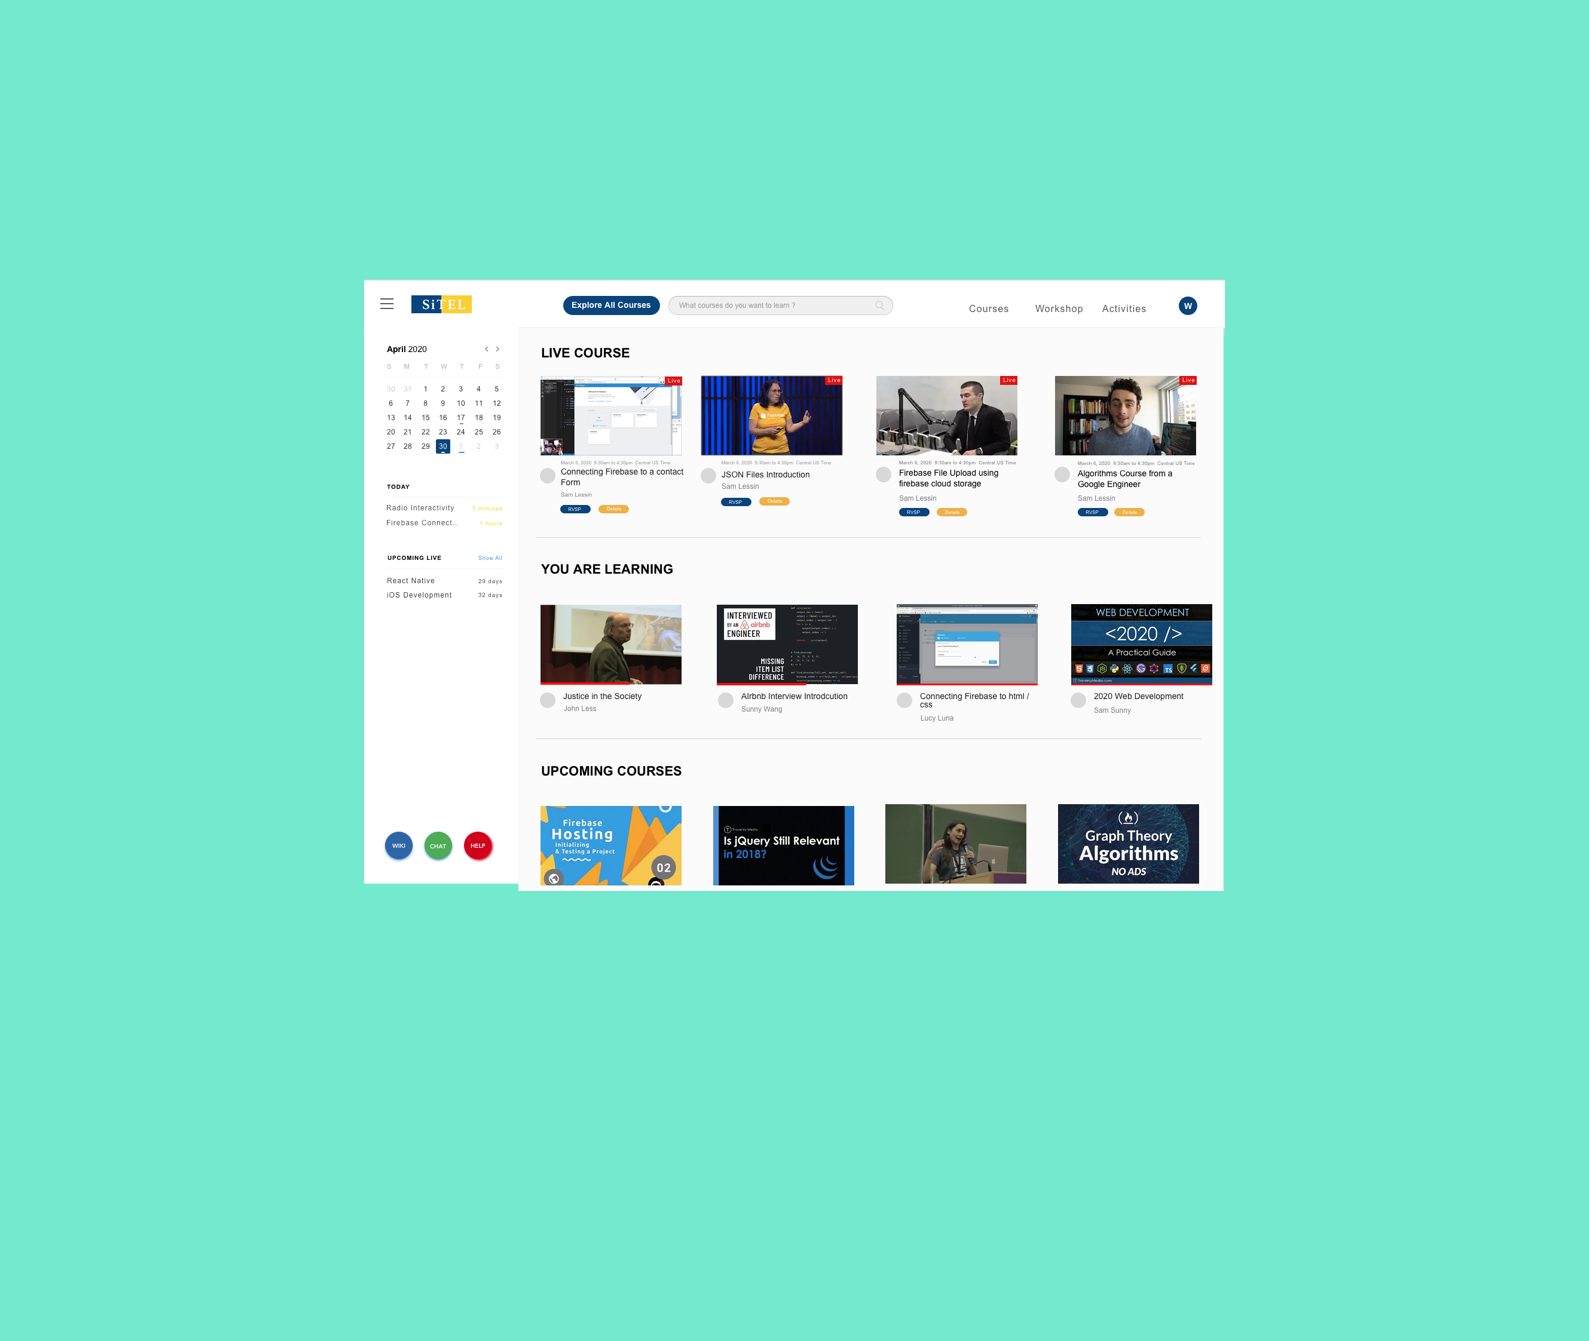 SiTEL
Explore All Courses
What courses do you want to learn ?
Courses
Workshop
Activities
W
April 2020
S M T W T F S
30 31 1 2 3 4 5
6 7 8 9 10 11 12
13 14 15 16 17 18 19
20 21 22 23 24 25 26
27 28 29 30 1 2 3
TODAY
Radio Interactivity 5 minutes
Firebase Connect.. 1 hours
UPCOMING LIVE Show All
React Native 29 days
iOS Development 32 days
WIKI
CHAT
HELP
LIVE COURSE
Live
March 6, 2020 9:30am to 4:30pm Central US Time
Connecting Firebase to a contact
Form
Sam Lessin
RVSP Details
Live
March 6, 2020 9:30am to 4:30pm Central US Time
JSON Files Introduction
Sam Lessin
RVSP Details
Live
March 6, 2020 9:30am to 4:30pm Central US Time
Firebase File Upload using
firebase cloud storage
Sam Lessin
RVSP Details
Live
March 6, 2020 9:30am to 4:30pm Central US Time
Algorithms Course from a
Google Engineer
Sam Lessin
RVSP Details
YOU ARE LEARNING
Justice in the Society
John Less
INTERVIEWED
BY AN airbnb
ENGINEER
MISSING
ITEM LIST
DIFFERENCE
AIrbnb Interview Introdcution
Sunny Wang
Connecting Firebase to html /
css
Lucy Luna
WEB DEVELOPMENT
<2020 />
A Practical Guide
2020 Web Development
Sam Sunny
UPCOMING COURSES
Firebase
Hosting
Initializing
& Testing a Project
02
Traversy Media
Is jQuery Still Relevant
in 2018?
Graph Theory
Algorithms
NO ADS